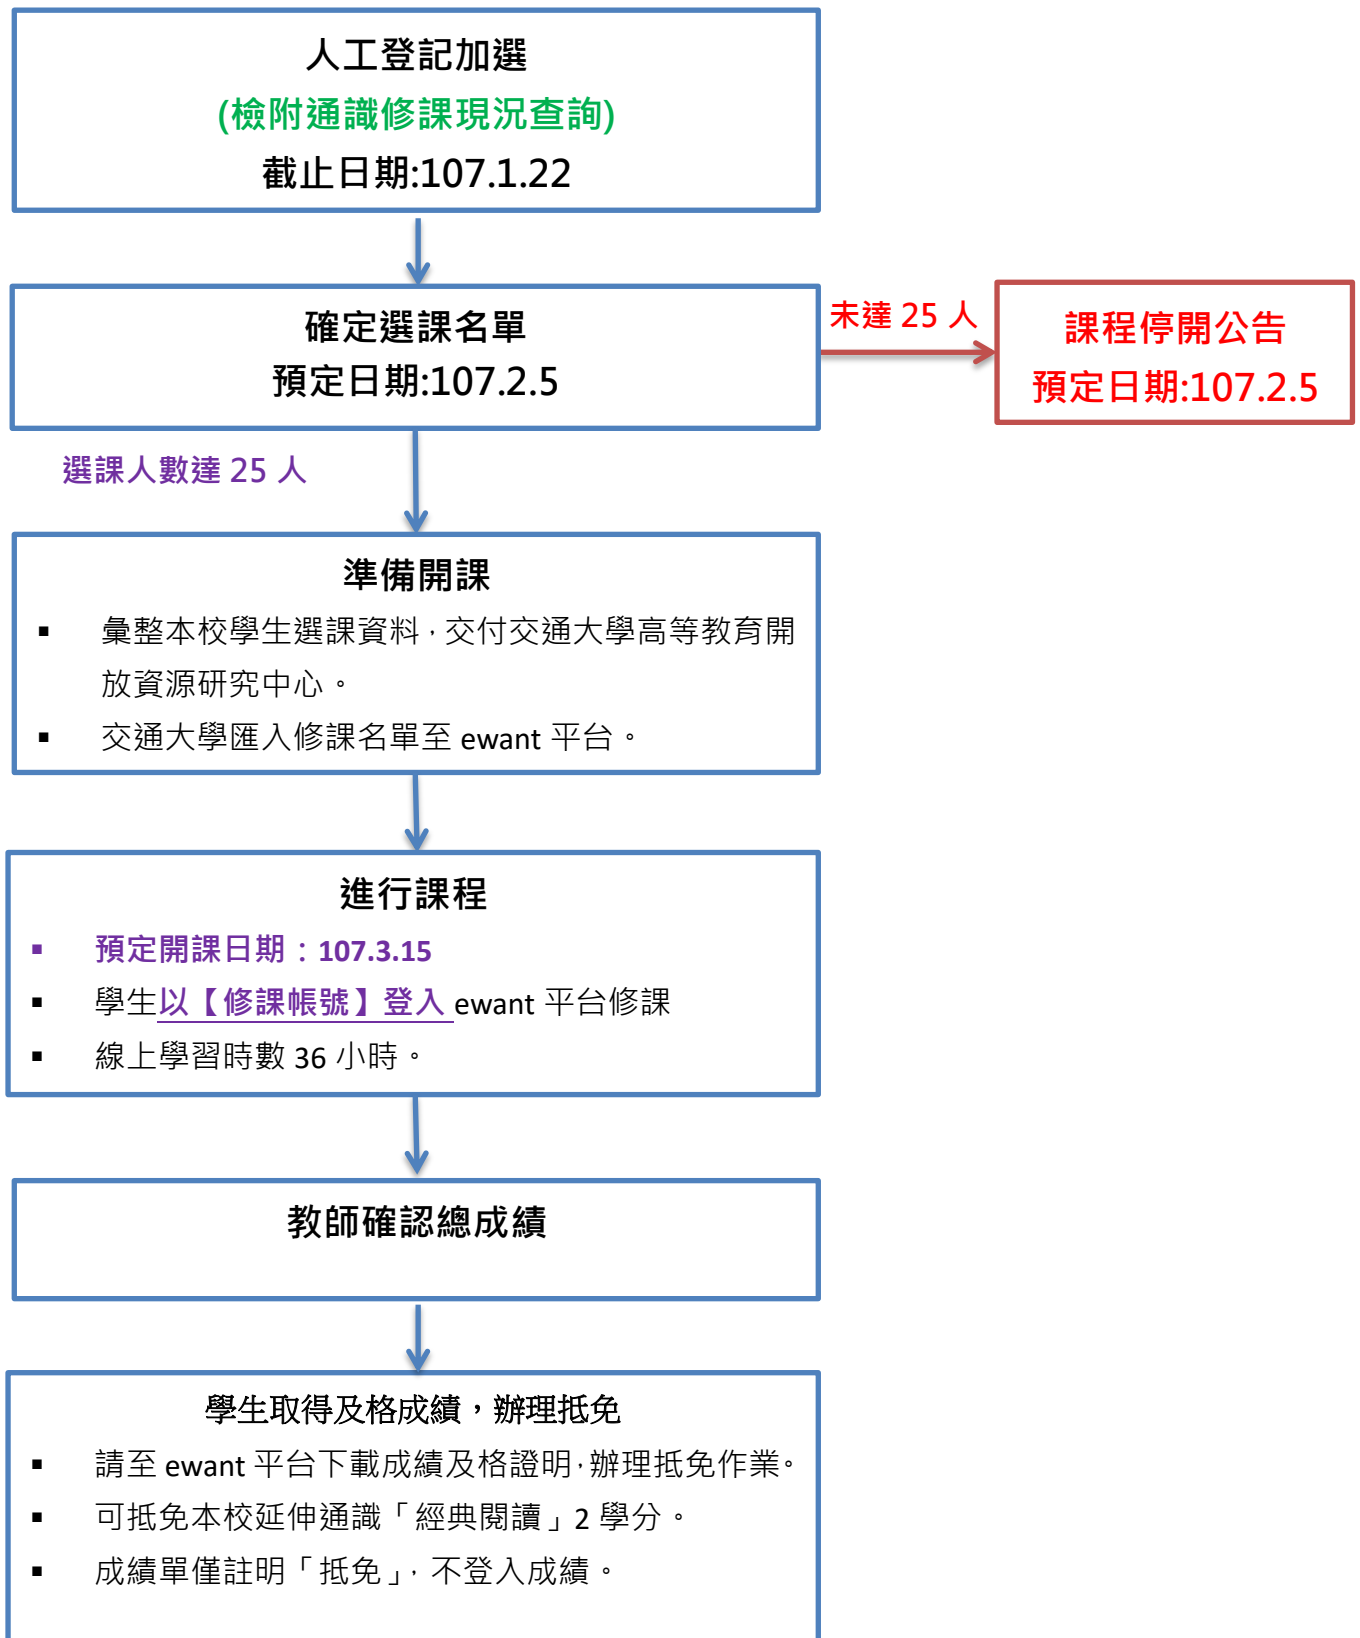 人工登記加選
(檢附通識修課現況查詢)
截止日期:107.1.22
確定選課名單
預定日期:107.2.5
未達 25 人
課程停開公告
預定日期:107.2.5
選課人數達 25 人
準備開課
▪ 彙整本校學生選課資料，交付交通大學高等教育開
放資源研究中心。
▪ 交通大學匯入修課名單至 ewant 平台。
進行課程
▪ 預定開課日期：107.3.15
▪ 學生以【修課帳號】登入 ewant 平台修課
▪ 線上學習時數 36 小時。
教師確認總成績
學生取得及格成績，辦理抵免
▪ 請至 ewant 平台下載成績及格證明，辦理抵免作業。
▪ 可抵免本校延伸通識「經典閱讀」2 學分。
▪ 成績單僅註明「抵免」，不登入成績。